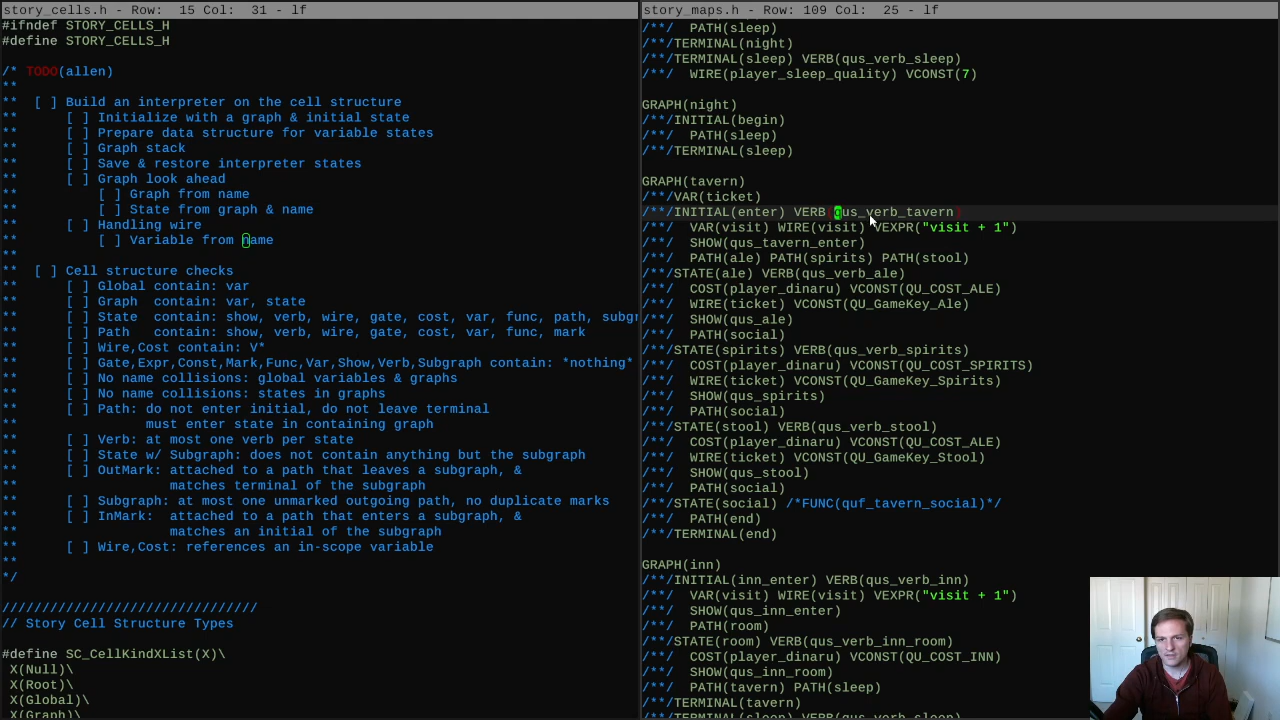 story_cells.h - Row:  15 Col:  31 - lf
#ifndef STORY_CELLS_H
#define STORY_CELLS_H
/* TODO(allen)
**
**  [ ] Build an interpreter on the cell structure
**      [ ] Initialize with a graph & initial state
**      [ ] Prepare data structure for variable states
**      [ ] Graph stack
**      [ ] Save & restore interpreter states
**      [ ] Graph look ahead
**          [ ] Graph from name
**          [ ] State from graph & name
**      [ ] Handling wire
**          [ ] Variable from name
**
**  [ ] Cell structure checks
**      [ ] Global contain: var
**      [ ] Graph  contain: var, state
**      [ ] State  contain: show, verb, wire, gate, cost, var, func, path, subgr
**      [ ] Path   contain: show, verb, wire, gate, cost, var, func, mark
**      [ ] Wire,Cost contain: V*
**      [ ] Gate,Expr,Const,Mark,Func,Var,Show,Verb,Subgraph contain: *nothing*
**      [ ] No name collisions: global variables & graphs
**      [ ] No name collisions: states in graphs
**      [ ] Path: do not enter initial, do not leave terminal
**                must enter state in containing graph
**      [ ] Verb: at most one verb per state
**      [ ] State w/ Subgraph: does not contain anything but the subgraph
**      [ ] OutMark: attached to a path that leaves a subgraph, &
**                   matches terminal of the subgraph
**      [ ] Subgraph: at most one unmarked outgoing path, no duplicate marks
**      [ ] InMark:  attached to a path that enters a subgraph, &
**                   matches an initial of the subgraph
**      [ ] Wire,Cost: references an in-scope variable
**
*/
////////////////////////////////
// Story Cell Structure Types
#define SC_CellKindXList(X)\
X(Null)\
X(Root)\
X(Global)\
X(Graph)\
story_maps.h - Row: 109 Col:  25 - lf
/**/  PATH(sleep)
/**/TERMINAL(night)
/**/TERMINAL(sleep) VERB(qus_verb_sleep)
/**/  WIRE(player_sleep_quality) VCONST(7)
GRAPH(night)
/**/INITIAL(begin)
/**/  PATH(sleep)
/**/TERMINAL(sleep)
GRAPH(tavern)
/**/VAR(ticket)
/**/INITIAL(enter) VERB(qus_verb_tavern)
/**/  VAR(visit) WIRE(visit) VEXPR("visit + 1")
/**/  SHOW(qus_tavern_enter)
/**/  PATH(ale) PATH(spirits) PATH(stool)
/**/STATE(ale) VERB(qus_verb_ale)
/**/  COST(player_dinaru) VCONST(QU_COST_ALE)
/**/  WIRE(ticket) VCONST(QU_GameKey_Ale)
/**/  SHOW(qus_ale)
/**/  PATH(social)
/**/STATE(spirits) VERB(qus_verb_spirits)
/**/  COST(player_dinaru) VCONST(QU_COST_SPIRITS)
/**/  WIRE(ticket) VCONST(QU_GameKey_Spirits)
/**/  SHOW(qus_spirits)
/**/  PATH(social)
/**/STATE(stool) VERB(qus_verb_stool)
/**/  COST(player_dinaru) VCONST(QU_COST_ALE)
/**/  WIRE(ticket) VCONST(QU_GameKey_Stool)
/**/  SHOW(qus_stool)
/**/  PATH(social)
/**/STATE(social) /*FUNC(quf_tavern_social)*/
/**/  PATH(end)
/**/TERMINAL(end)
GRAPH(inn)
/**/INITIAL(inn_enter) VERB(qus_verb_inn)
/**/  VAR(visit) WIRE(visit) VEXPR("visit + 1")
/**/  SHOW(qus_inn_enter)
/**/  PATH(room)
/**/STATE(room) VERB(qus_verb_inn_room)
/**/  COST(player_dinaru) VCONST(QU_COST_INN)
/**/  SHOW(qus_inn_room)
/**/  PATH(tavern) PATH(sleep)
/**/TERMINAL(tavern)
/**/TERMINAL(sleep) VERB(qus_verb_sleep)